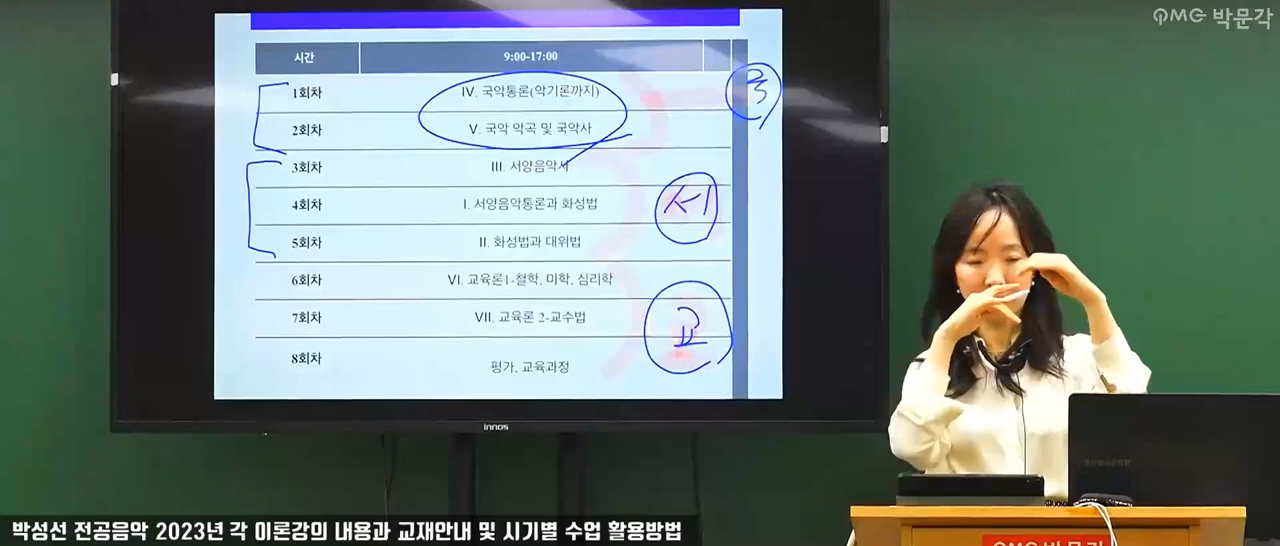 PMG 박문각
시간 9:00-17:00
1회차 IV. 국악통론(악기론까지) 국
2회차 V. 국악 악곡 및 국악사
3회차 III. 서양음악사
4회차 I. 서양음악통론과 화성법 서
5회차 II. 화성법과 대위법
6회차 VI. 교육론1-철학, 미학, 심리학
7회차 VII. 교육론 2-교수법 교
8회차 평가, 교육과정
innos
박성선 전공음악 2023년 각 이론강의 내용과 교재안내 및 시기별 수업 활용방법
PMG 박문각